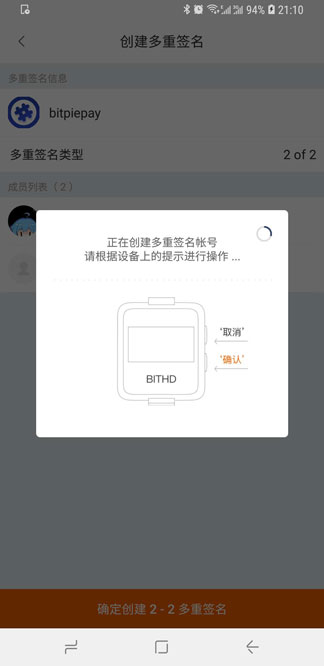 94% 21:10
创建多重签名
多重签名信息
bitpiepay
多重签名类型 2 of 2
成员列表（2）
正在创建多重签名帐号
请根据设备上的提示进行操作 ...
‘取消’
‘确认’
BITHD
确定创建 2 - 2 多重签名